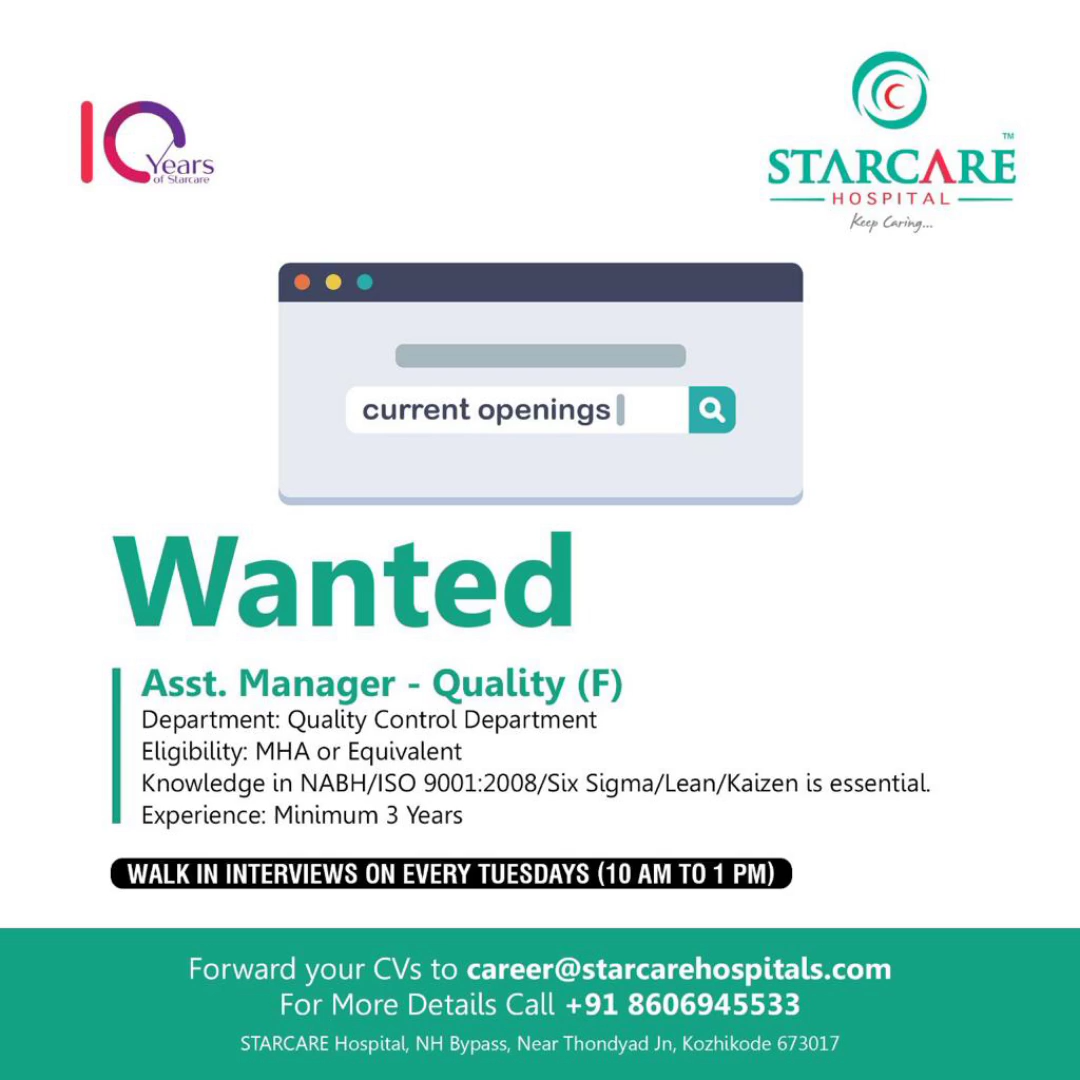 10 Years
of Starcare
STARCARE
TM
HOSPITAL
Keep Caring...
current openings
Wanted
Asst. Manager - Quality (F)
Department: Quality Control Department
Eligibility: MHA or Equivalent
Knowledge in NABH/ISO 9001:2008/Six Sigma/Lean/Kaizen is essential.
Experience: Minimum 3 Years
WALK IN INTERVIEWS ON EVERY TUESDAYS (10 AM TO 1 PM)
Forward your CVs to career@starcarehospitals.com
For More Details Call +91 8606945533
STARCARE Hospital, NH Bypass, Near Thondyad Jn, Kozhikode 673017